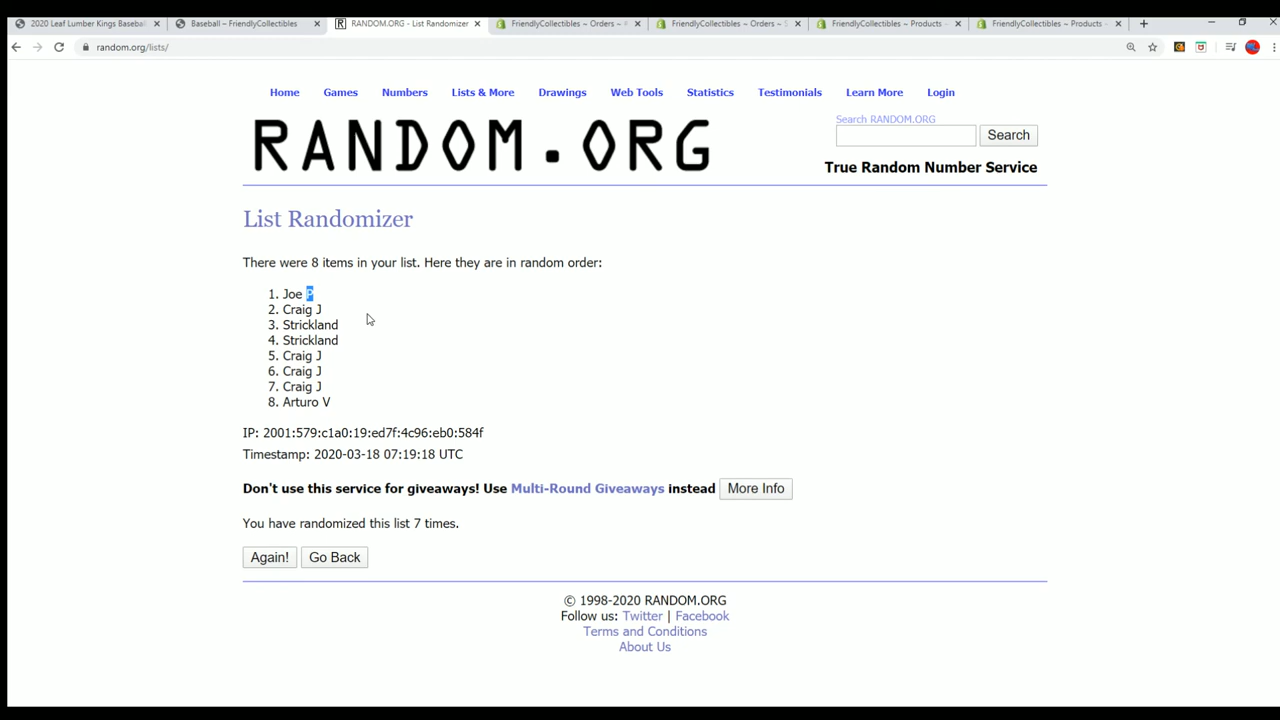 2020 Leaf Lumber Kings Baseball
Baseball – FriendlyCollectibles
RANDOM.ORG - List Randomizer
FriendlyCollectibles ~ Orders ~
FriendlyCollectibles ~ Orders ~
FriendlyCollectibles ~ Products
FriendlyCollectibles ~ Products
random.org/lists/
Home Games Numbers Lists & More Drawings Web Tools Statistics Testimonials Learn More Login
RANDOM.ORG
Search RANDOM.ORG
Search
True Random Number Service
List Randomizer
There were 8 items in your list. Here they are in random order:
1. Joe P
2. Craig J
3. Strickland
4. Strickland
5. Craig J
6. Craig J
7. Craig J
8. Arturo V
IP: 2001:579:c1a0:19:ed7f:4c96:eb0:584f
Timestamp: 2020-03-18 07:19:18 UTC
Don't use this service for giveaways! Use Multi-Round Giveaways instead More Info
You have randomized this list 7 times.
Again! Go Back
© 1998-2020 RANDOM.ORG
Follow us: Twitter | Facebook
Terms and Conditions
About Us